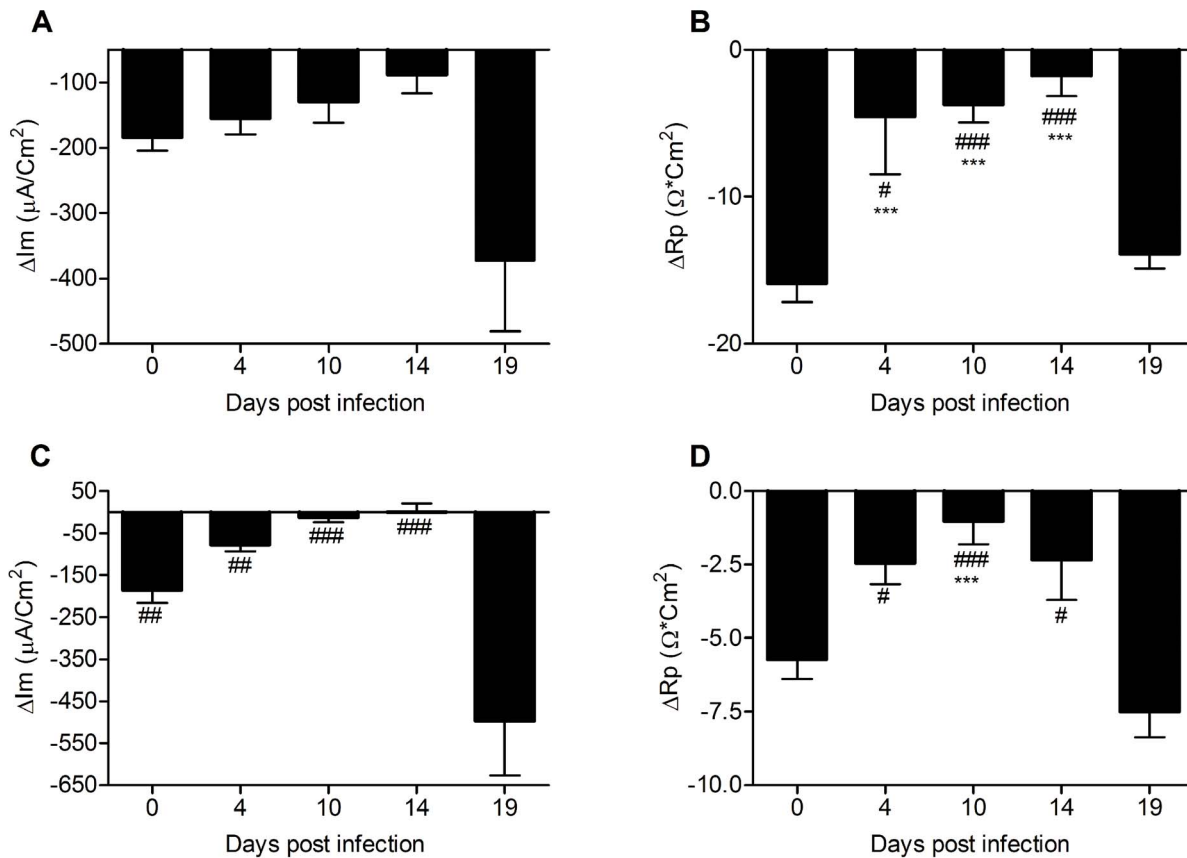 A
ΔIm (µA/Cm²)
-100
-200
-300
-400
-500
0 4 10 14 19
Days post infection
B
ΔRp (Ω*Cm²)
0
-10
-20
#
***
###
***
###
***
0 4 10 14 19
Days post infection
C
ΔIm (µA/Cm²)
50
-50
-150
-250
-350
-450
-550
-650
##
##
###
###
0 4 10 14 19
Days post infection
D
ΔRp (Ω*Cm²)
0.0
-2.5
-5.0
-7.5
-10.0
#
###
***
#
0 4 10 14 19
Days post infection